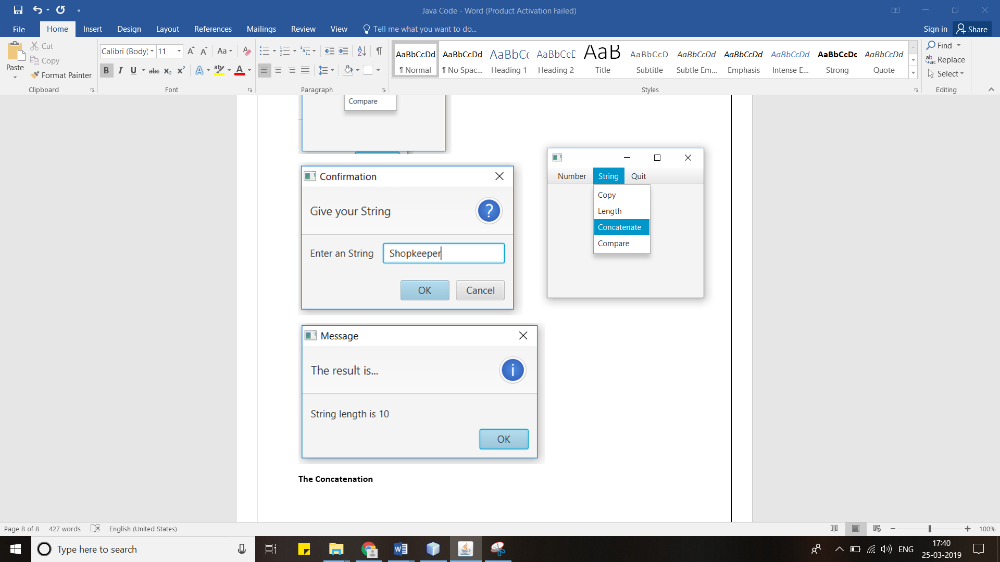 Java Code - Word (Product Activation Failed)
File Home Insert Design Layout References Mailings Review View Tell me what you want to do... Sign in Share
Paste Cut Copy Format Painter
Clipboard
Calibri (Body) 11 Aa
B I U abc X₂ X² A ab A
Font
Paragraph
AaBbCcDd AaBbCcDd AaBbC( AaBbCcD AaB AaBbCcD AaBbCcDd AaBbCcDd AaBbCcDd AaBbCcDc AaBbCcDd
¶ Normal ¶ No Spac... Heading 1 Heading 2 Title Subtitle Subtle Em... Emphasis Intense E... Strong Quote
Styles
Find
Replace
Select
Editing
Compare
Confirmation
Give your String
?
Enter an String Shopkeeper
OK Cancel
Number String Quit
Copy
Length
Concatenate
Compare
Message
The result is...
i
String length is 10
OK
The Concatenation
Page 8 of 8 427 words English (United States) 100%
Type here to search
ENG
17:40
25-03-2019